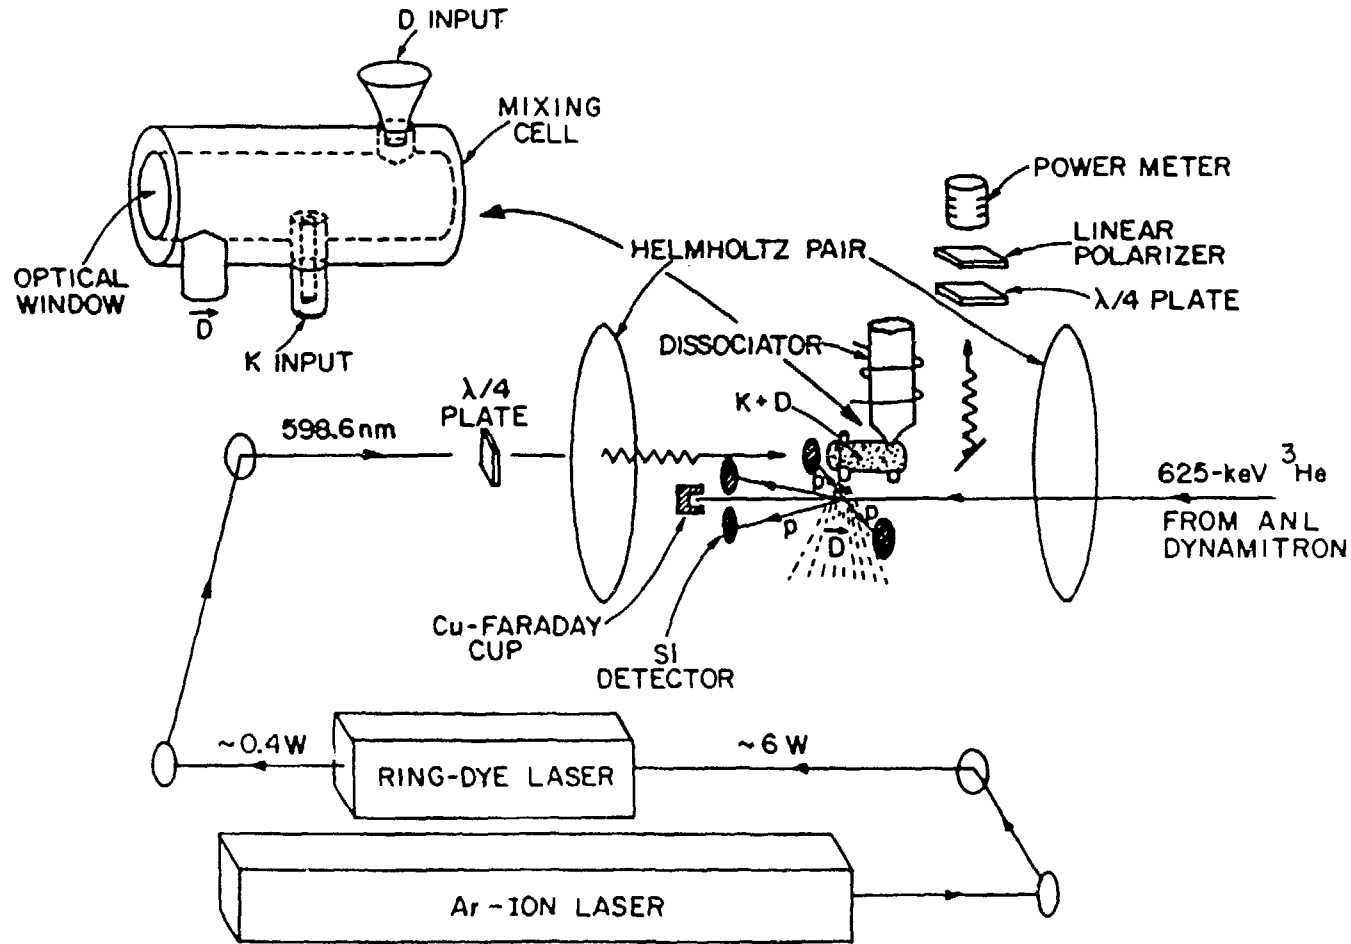 D INPUT
MIXING
CELL
OPTICAL
WINDOW
D
K INPUT
POWER METER
LINEAR
POLARIZER
λ/4 PLATE
HELMHOLTZ PAIR
DISSOCIATOR
K+D
λ/4
PLATE
598.6nm
625-keV ³He
FROM ANL
DYNAMITRON
p
p
p
p
D
Cu-FARADAY
CUP
SI
DETECTOR
~0.4W
~6 W
RING-DYE LASER
Ar-ION LASER